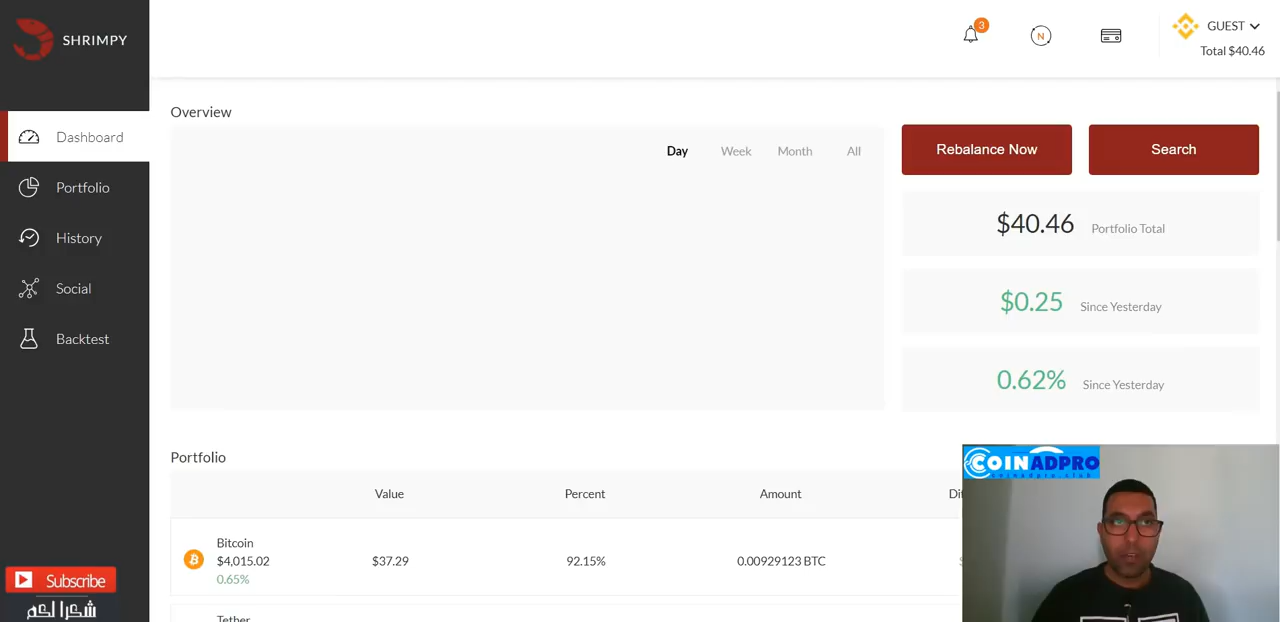 SHRIMPY
3
N
GUEST
Total $40.46
Dashboard
Portfolio
History
Social
Backtest
Overview
Day Week Month All
Rebalance Now
Search
$40.46 Portfolio Total
$0.25 Since Yesterday
0.62% Since Yesterday
Portfolio
Value Percent Amount
Bitcoin
$4,015.02
0.65%
$37.29 92.15% 0.00929123 BTC
Tether
COINADPRO
Subscribe
شكرا لكم